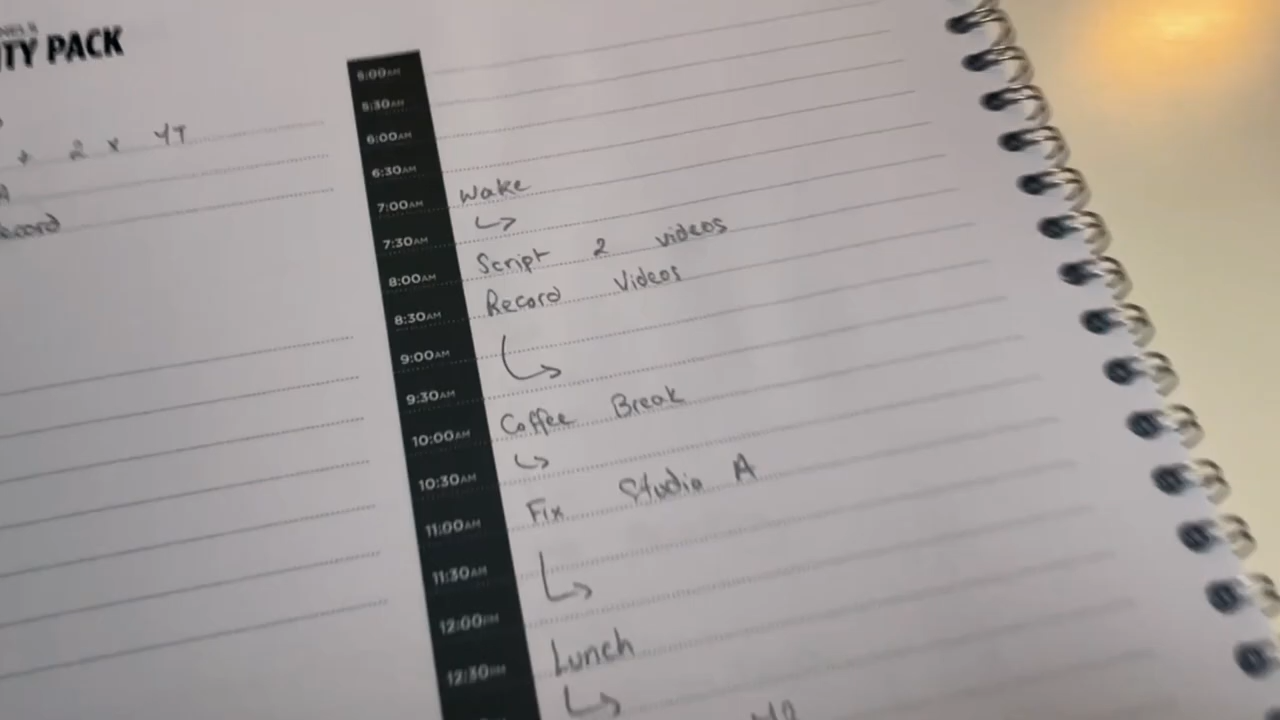 TY PACK
+ 2 x YT
5:00AM
5:30AM
6:00AM
6:30AM
7:00AM Wake
7:30AM
8:00AM Script 2 videos
8:30AM Record Videos
9:00AM
9:30AM
10:00AM Coffee Break
10:30AM
11:00AM Fix Studio A
11:30AM
12:00PM
12:30PM Lunch